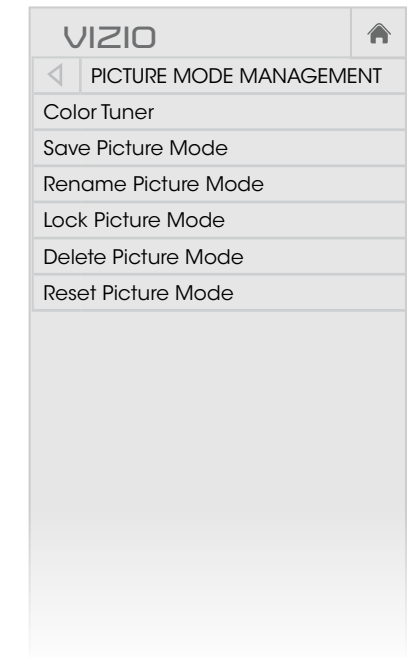 VIZIO
PICTURE MODE MANAGEMENT
Color Tuner
Save Picture Mode
Rename Picture Mode
Lock Picture Mode
Delete Picture Mode
Reset Picture Mode